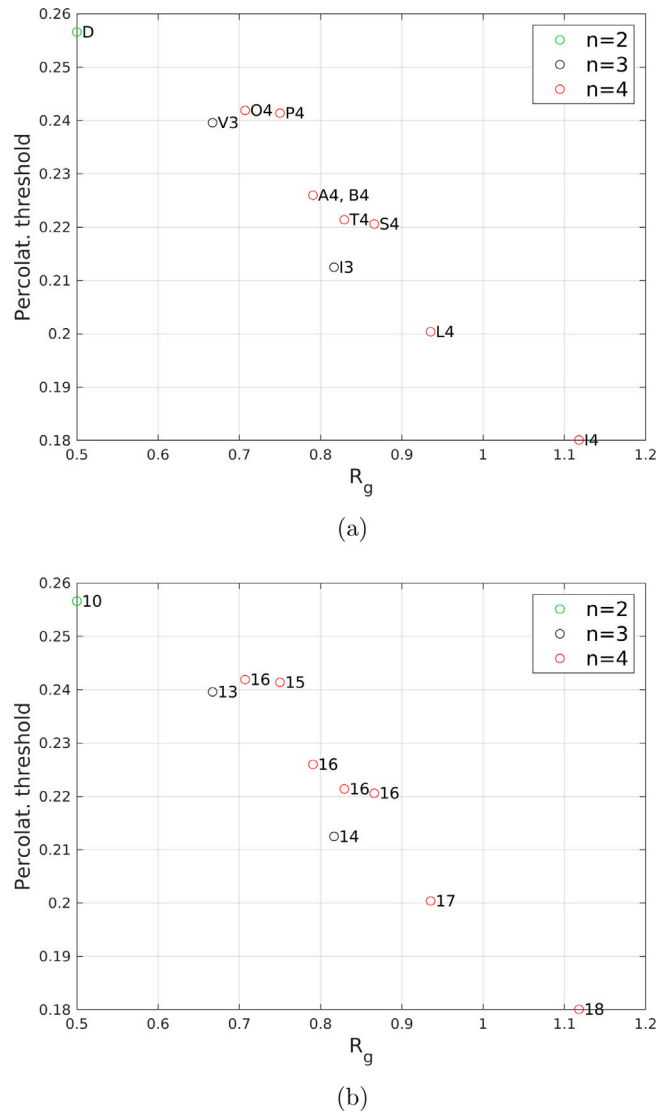 0.26
D
n=2
n=3
n=4
0.25
O4
P4
0.24
V3
0.23
A4, B4
T4
S4
0.22
I3
0.21
0.2
L4
0.19
0.18
I4
Percolat. threshold
0.5 0.6 0.7 0.8 0.9 1 1.1 1.2
R_g
(a)
0.26
10
n=2
n=3
n=4
0.25
16
15
0.24
13
0.23
16
16
16
0.22
14
0.21
0.2
17
0.19
0.18
18
Percolat. threshold
0.5 0.6 0.7 0.8 0.9 1 1.1 1.2
R_g
(b)